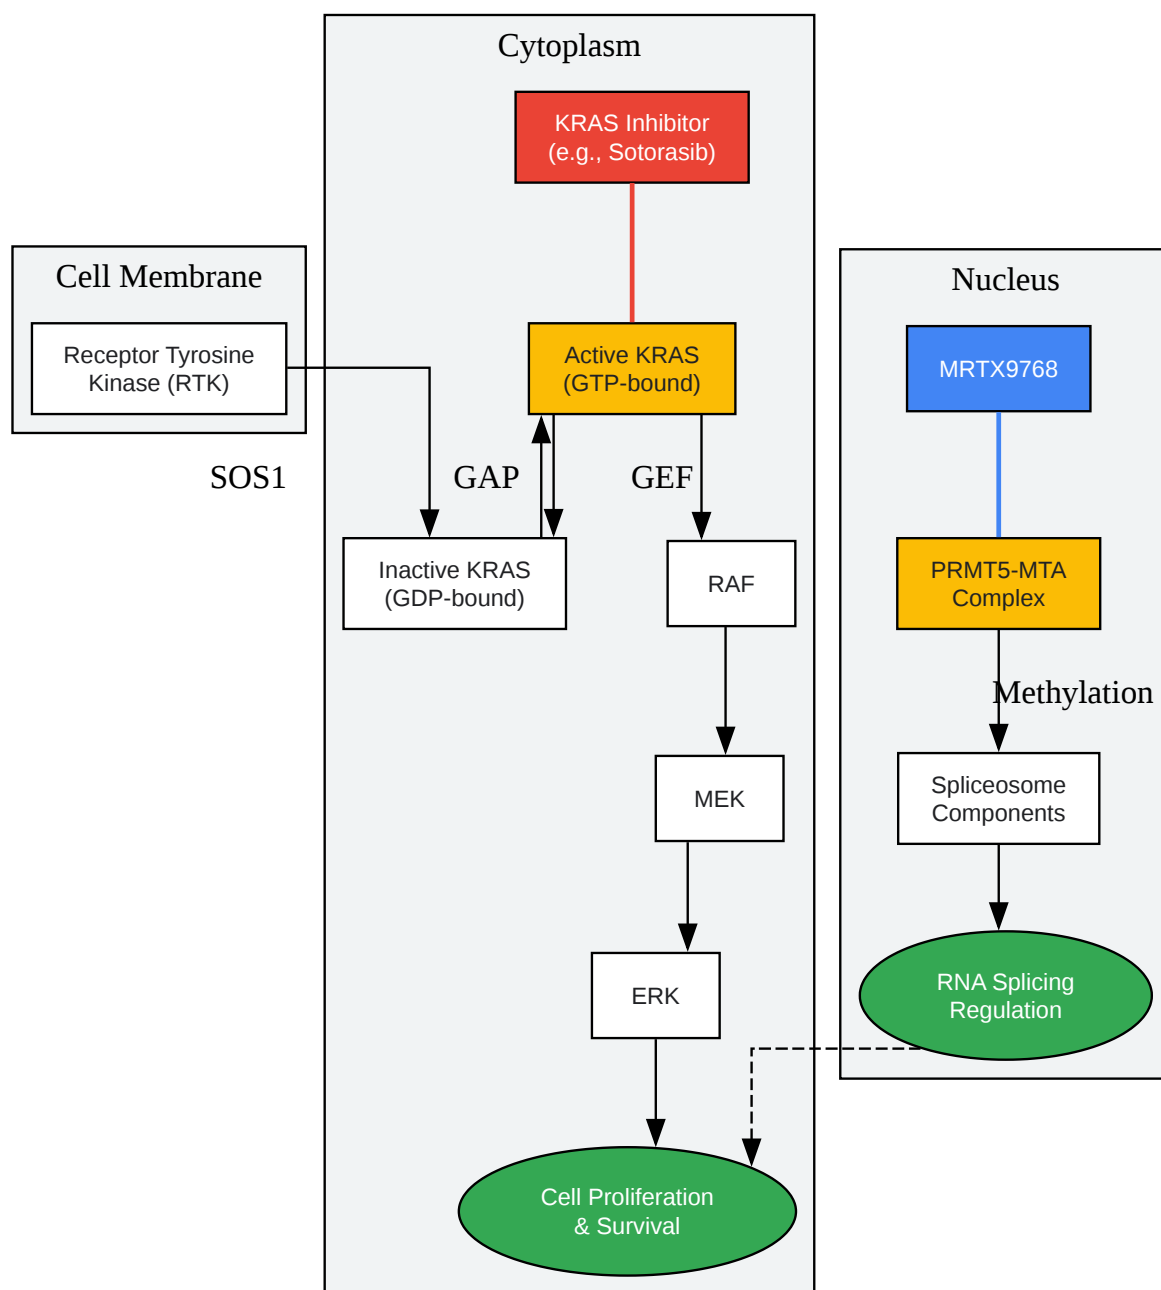 Cytoplasm
KRAS Inhibitor
(e.g., Sotorasib)
Cell Membrane
Receptor Tyrosine
Kinase (RTK)
Active KRAS
(GTP-bound)
Nucleus
MRTX9768
SOS1
GAP
GEF
Inactive KRAS
(GDP-bound)
RAF
PRMT5-MTA
Complex
Methylation
MEK
Spliceosome
Components
ERK
RNA Splicing
Regulation
Cell Proliferation
& Survival